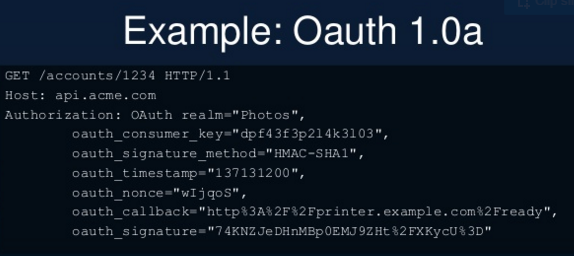 Example: Oauth 1.0a
GET /accounts/1234 HTTP/1.1
Host: api.acme.com
Authorization: OAuth realm="Photos",
oauth_consumer_key="dpf43f3p2l4k3l03",
oauth_signature_method="HMAC-SHA1",
oauth_timestamp="137131200",
oauth_nonce="wIjqoS",
oauth_callback="http%3A%2F%2Fprinter.example.com%2Fready",
oauth_signature="74KNZJeDHnMBp0EMJ9ZHt%2FXKycU%3D"